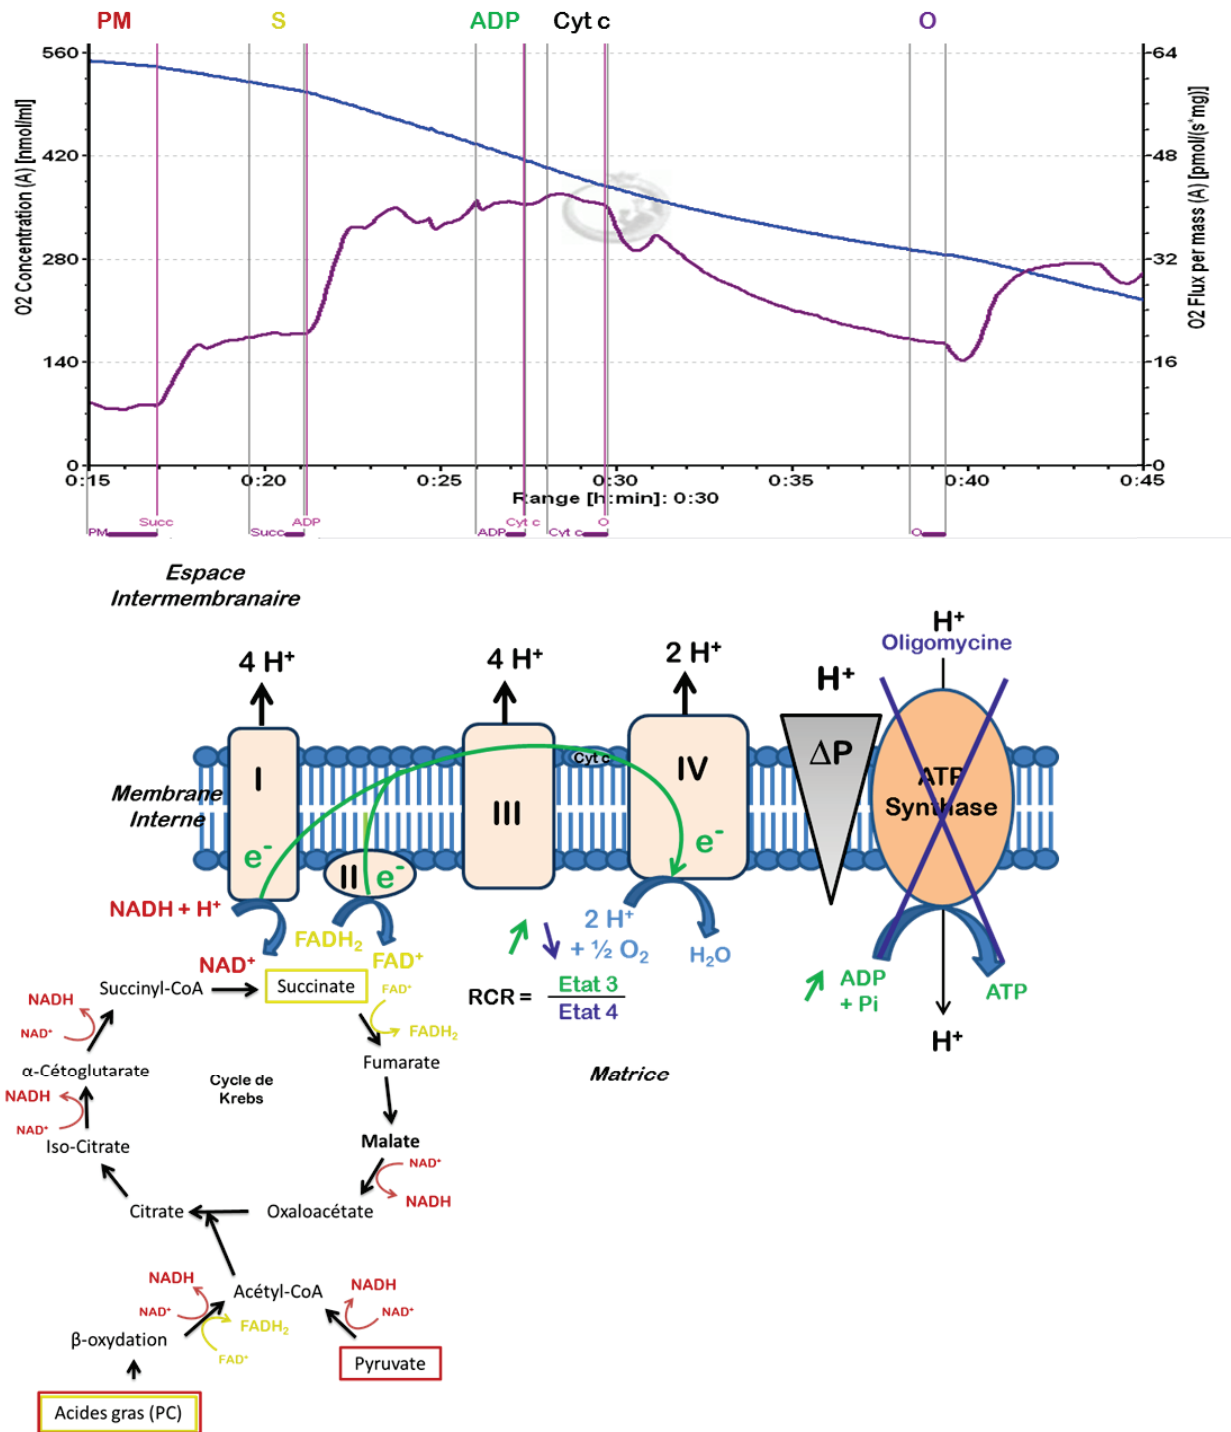 PM S ADP Cyt c O
560 64
420 48
280 32
140 16
0 0
O2 Concentration (A) [nmol/ml]
O2 Flux per mass (A) [pmol/(s*mg)]
0:15 0:20 0:25 0:30 0:35 0:40 0:45
Range [h:min]: 0:30
Succ ADP Cyt c O
PM Succ ADP Cyt c O
Espace
Intermembranaire
4 H⁺ 4 H⁺ 2 H⁺ H⁺
H⁺
Oligomycine
I III Cyt c IV ΔP
ATP
Synthase
Membrane
Interne
e⁻ II e⁻ e⁻
NADH + H⁺
NAD⁺
FADH₂
FAD⁺
2 H⁺
+ ½ O₂
H₂O
ADP
+ Pi
ATP
H⁺
RCR = Etat 3
Etat 4
Matrice
Succinyl-CoA
Succinate
FAD⁺
FADH₂
NADH
NAD⁺
Fumarate
α-Cétoglutarate
Cycle de
Krebs
NADH
NAD⁺
Iso-Citrate
Malate
NAD⁺
NADH
Citrate
Oxaloacétate
NADH
NAD⁺
Acétyl-CoA
NADH
NAD⁺
FADH₂
FAD⁺
β-oxydation
Pyruvate
Acides gras (PC)